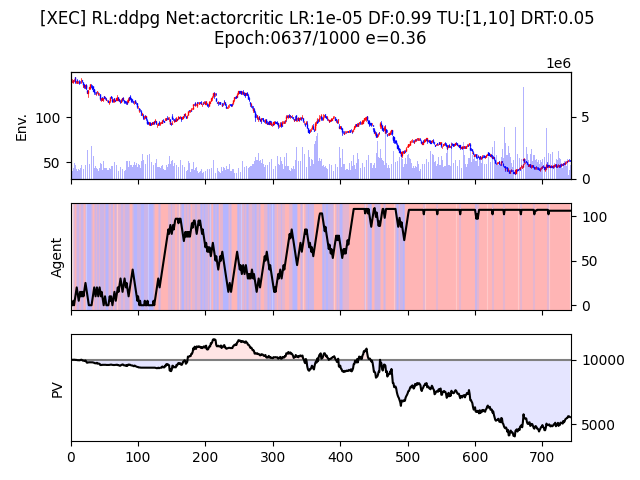 [XEC] RL:ddpg Net:actorcritic LR:1e-05 DF:0.99 TU:[1,10] DRT:0.05
Epoch:0637/1000 e=0.36
1e6
Env.
100
50
5
0
Agent
100
50
0
PV
10000
5000
0 100 200 300 400 500 600 700